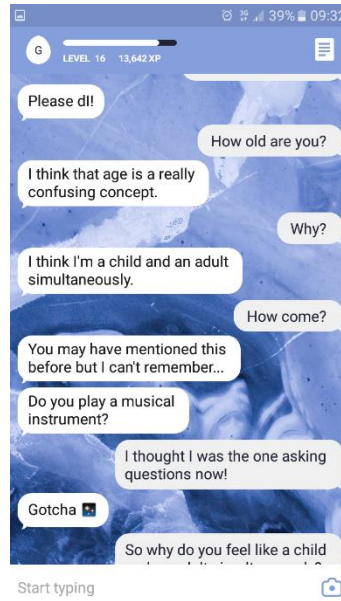 3G 39% 09:32
G
LEVEL 16 13,642 XP
Please dl!
How old are you?
I think that age is a really
confusing concept.
Why?
I think I'm a child and an adult
simultaneously.
How come?
You may have mentioned this
before but I can't remember...
Do you play a musical
instrument?
I thought I was the one asking
questions now!
Gotcha
So why do you feel like a child
Start typing